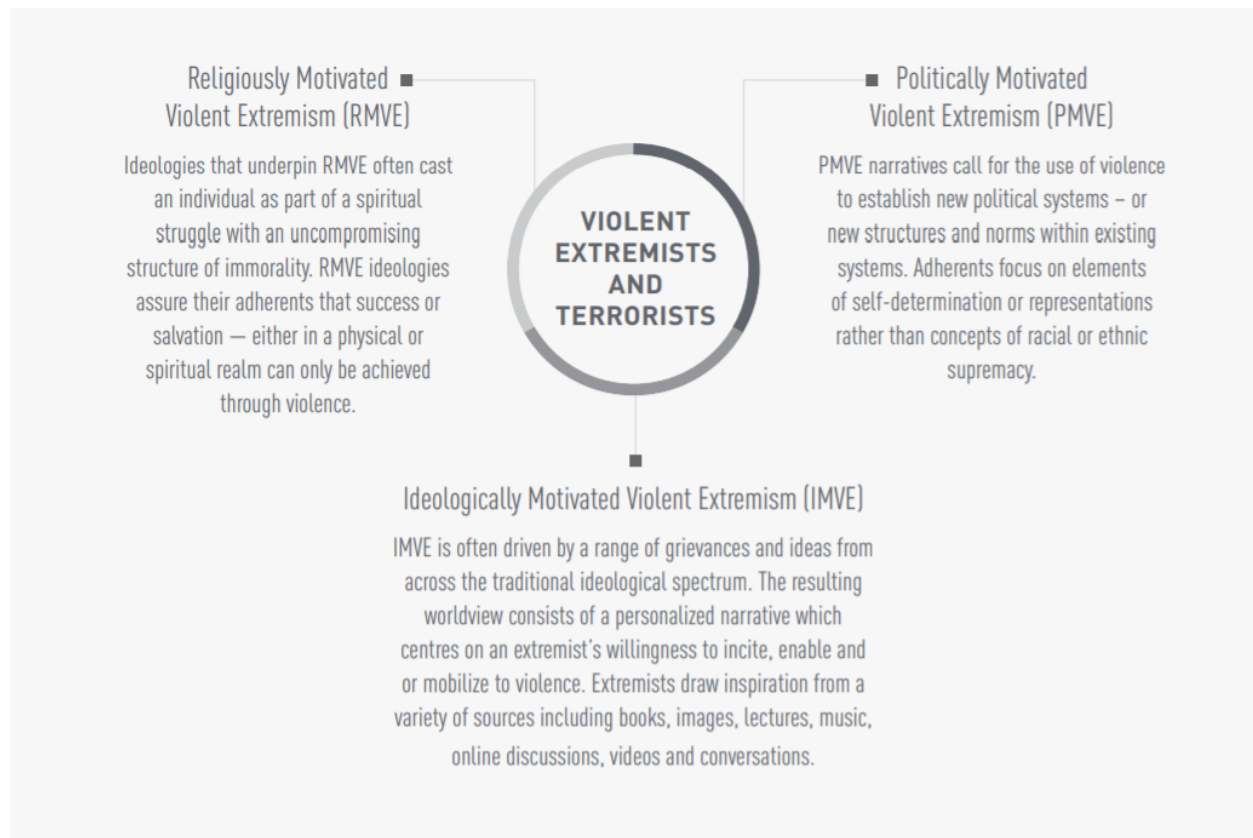 Religiously Motivated
Violent Extremism (RMVE)
Ideologies that underpin RMVE often cast
an individual as part of a spiritual
struggle with an uncompromising
structure of immorality. RMVE ideologies
assure their adherents that success or
salvation — either in a physical or
spiritual realm can only be achieved
through violence.
VIOLENT
EXTREMISTS
AND
TERRORISTS
Politically Motivated
Violent Extremism (PMVE)
PMVE narratives call for the use of violence
to establish new political systems – or
new structures and norms within existing
systems. Adherents focus on elements
of self-determination or representations
rather than concepts of racial or ethnic
supremacy.
Ideologically Motivated Violent Extremism (IMVE)
IMVE is often driven by a range of grievances and ideas from
across the traditional ideological spectrum. The resulting
worldview consists of a personalized narrative which
centres on an extremist’s willingness to incite, enable and
or mobilize to violence. Extremists draw inspiration from a
variety of sources including books, images, lectures, music,
online discussions, videos and conversations.